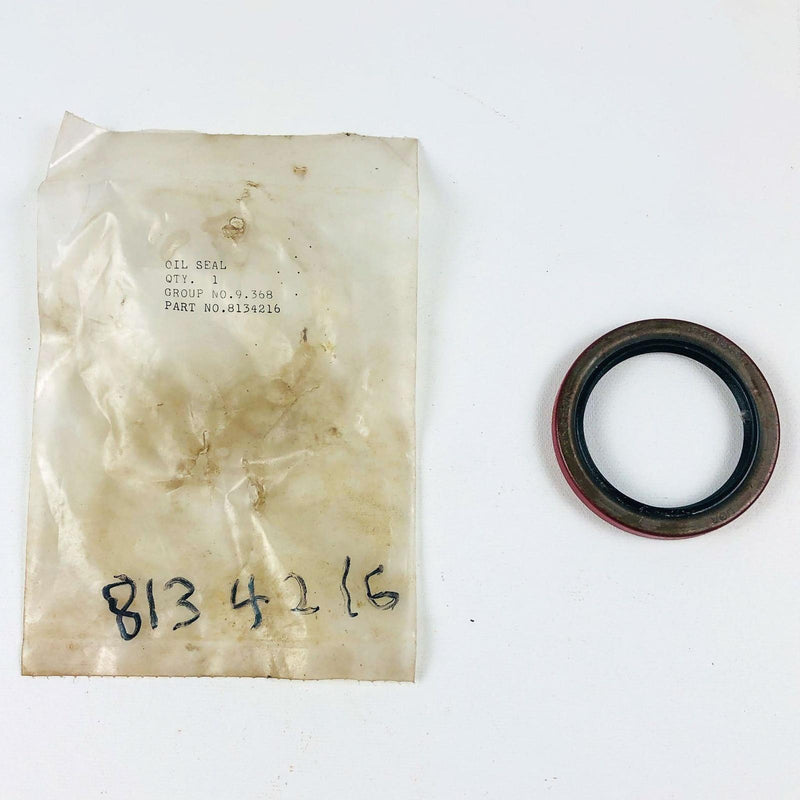 OIL SEAL
QTY. 1
GROUP NO.9.368
PART NO.8134216
8134216